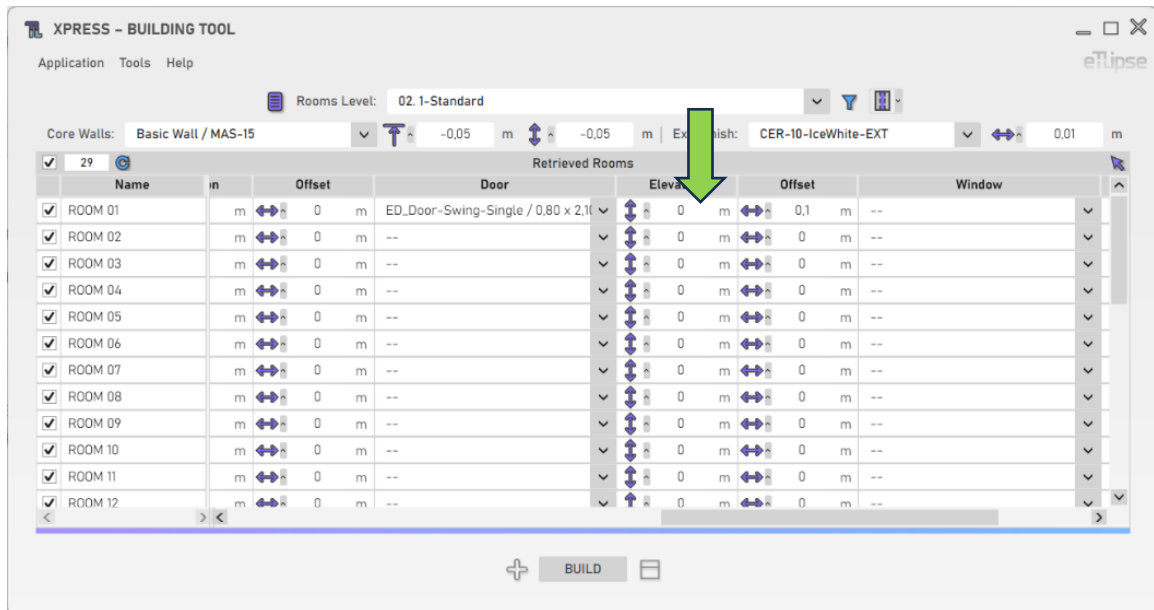 XPRESS – BUILDING TOOL
Application Tools Help
eTLipse
Rooms Level: 02. 1-Standard
Core Walls: Basic Wall / MAS-15 -0,05 m -0,05 m CER-10-IceWhite-EXT 0,01 m
29 Retrieved Rooms
Name Offset Door Offset Window
ROOM 01 m 0 m ED_Door-Swing-Single / 0,80 x 2,10 0 m 0,1 m --
ROOM 02 m 0 m -- 0 m 0 m --
ROOM 03 m 0 m -- 0 m 0 m --
ROOM 04 m 0 m -- 0 m 0 m --
ROOM 05 m 0 m -- 0 m 0 m --
ROOM 06 m 0 m -- 0 m 0 m --
ROOM 07 m 0 m -- 0 m 0 m --
ROOM 08 m 0 m -- 0 m 0 m --
ROOM 09 m 0 m -- 0 m 0 m --
ROOM 10 m 0 m -- 0 m 0 m --
ROOM 11 m 0 m -- 0 m 0 m --
ROOM 12 m 0 m -- 0 m 0 m --
BUILD